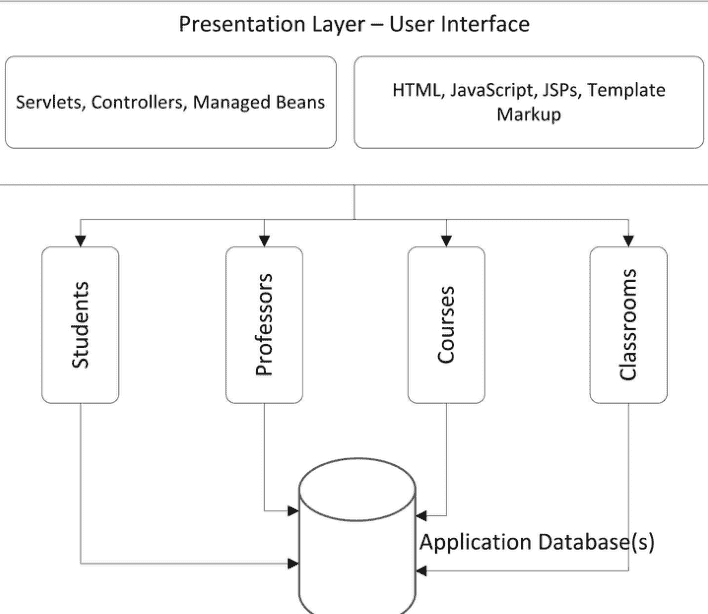 Presentation Layer – User Interface
Servlets, Controllers, Managed Beans
HTML, JavaScript, JSPs, Template
Markup
Students
Professors
Courses
Classrooms
Application Database(s)